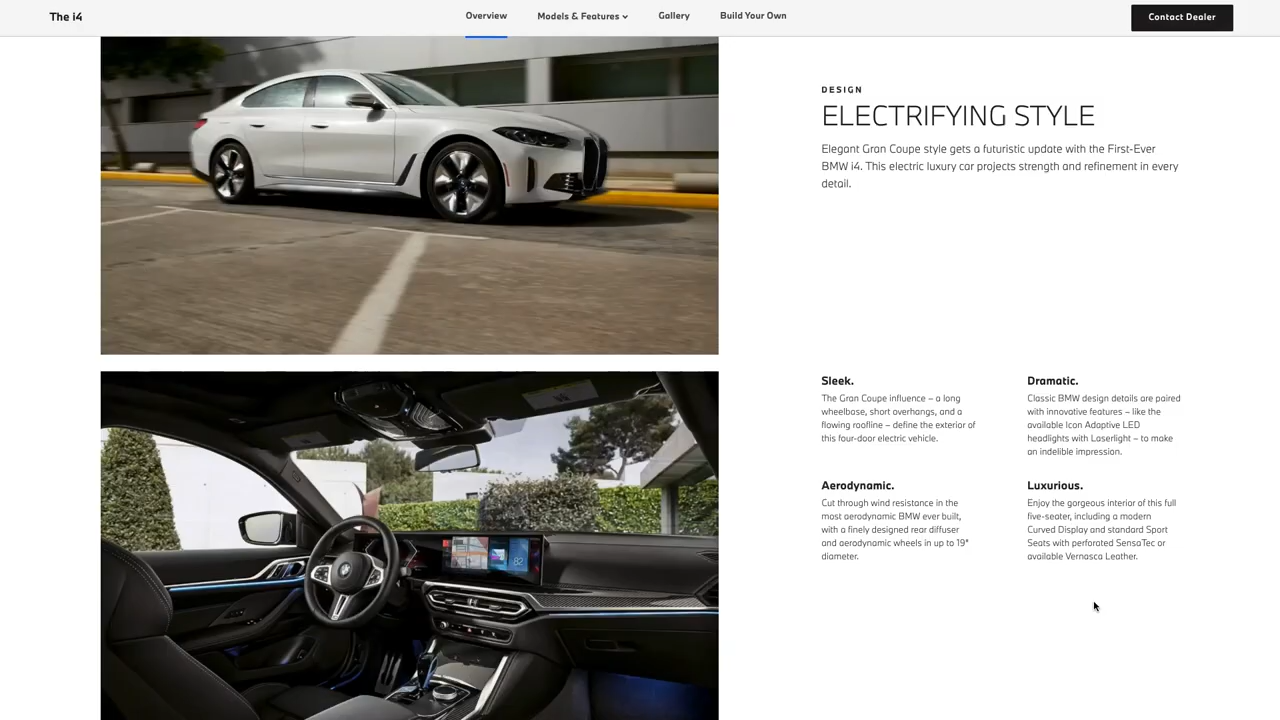 The i4
Overview
Models & Features
Gallery
Build Your Own
Contact Dealer
DESIGN
ELECTRIFYING STYLE
Elegant Gran Coupe style gets a futuristic update with the First-Ever
BMW i4. This electric luxury car projects strength and refinement in every
detail.
Sleek.
The Gran Coupe influence – a long
wheelbase, short overhangs, and a
flowing roofline – define the exterior of
this four-door electric vehicle.
Dramatic.
Classic BMW design details are paired
with innovative features – like the
available Icon Adaptive LED
headlights with Laserlight – to make
an indelible impression.
Aerodynamic.
Cut through wind resistance in the
most aerodynamic BMW ever built,
with a finely designed rear diffuser
and aerodynamic wheels in up to 19"
diameter.
Luxurious.
Enjoy the gorgeous interior of this full
five-seater, including a modern
Curved Display and standard Sport
Seats with perforated SensaTec or
available Vernasca Leather.
82